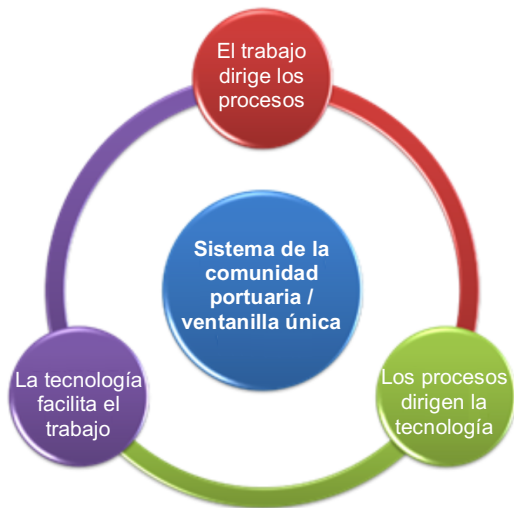 El trabajo
dirige los
procesos
Sistema de la
comunidad
portuaria /
ventanilla única
La tecnología
facilita el
trabajo
Los procesos
dirigen la
tecnología